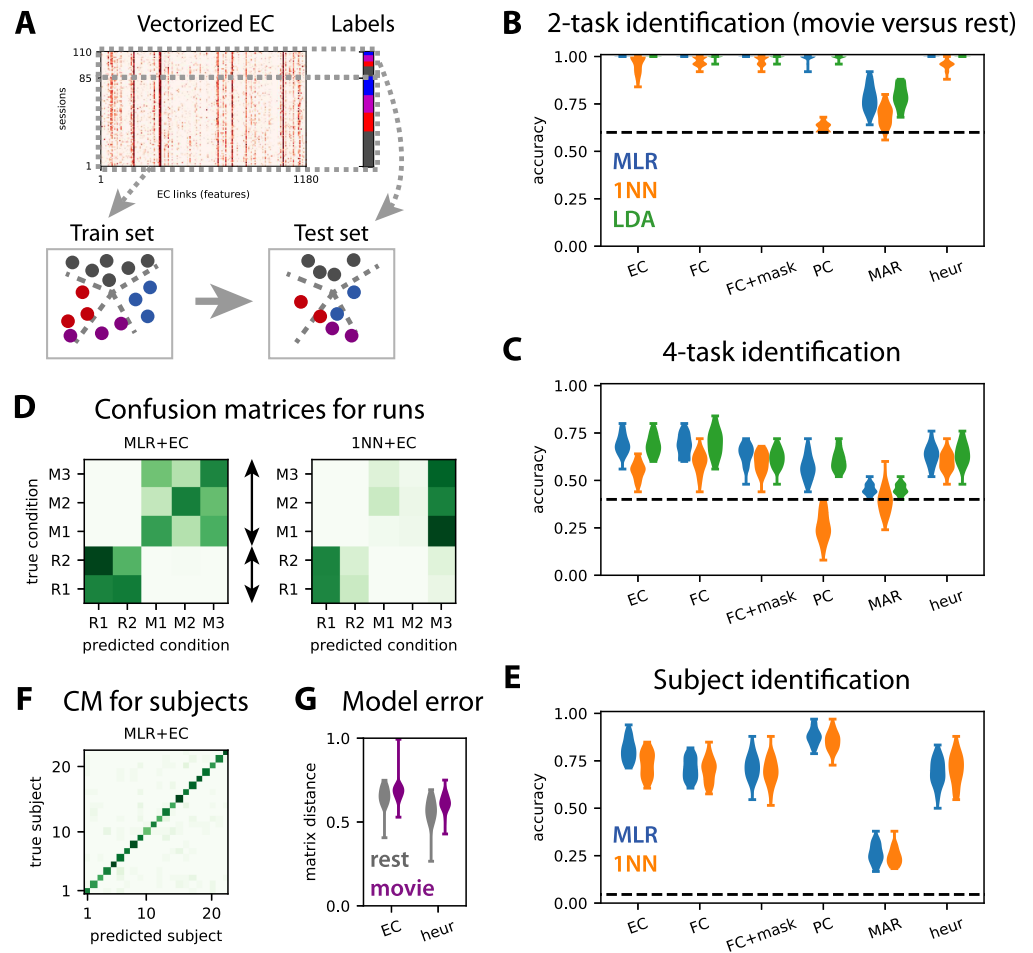 A
Vectorized EC
Labels
110
85
1
sessions
1
1180
EC links (features)
Train set
Test set
B
2-task identification (movie versus rest)
1.00
0.75
0.50
0.25
0.00
accuracy
MLR
1NN
LDA
EC
FC
FC+mask
PC
MAR
heur
C
4-task identification
1.00
0.75
0.50
0.25
0.00
accuracy
EC
FC
FC+mask
PC
MAR
heur
D
Confusion matrices for runs
MLR+EC
1NN+EC
true condition
M3
M2
M1
R2
R1
R1 R2 M1 M2 M3
predicted condition
M3
M2
M1
R2
R1
R1 R2 M1 M2 M3
predicted condition
E
Subject identification
1.00
0.75
0.50
0.25
0.00
accuracy
MLR
1NN
EC
FC
FC+mask
PC
MAR
heur
F
CM for subjects
MLR+EC
true subject
20
10
1
1
10
20
predicted subject
G
Model error
matrix distance
1.0
0.5
0.0
rest
movie
EC
heur